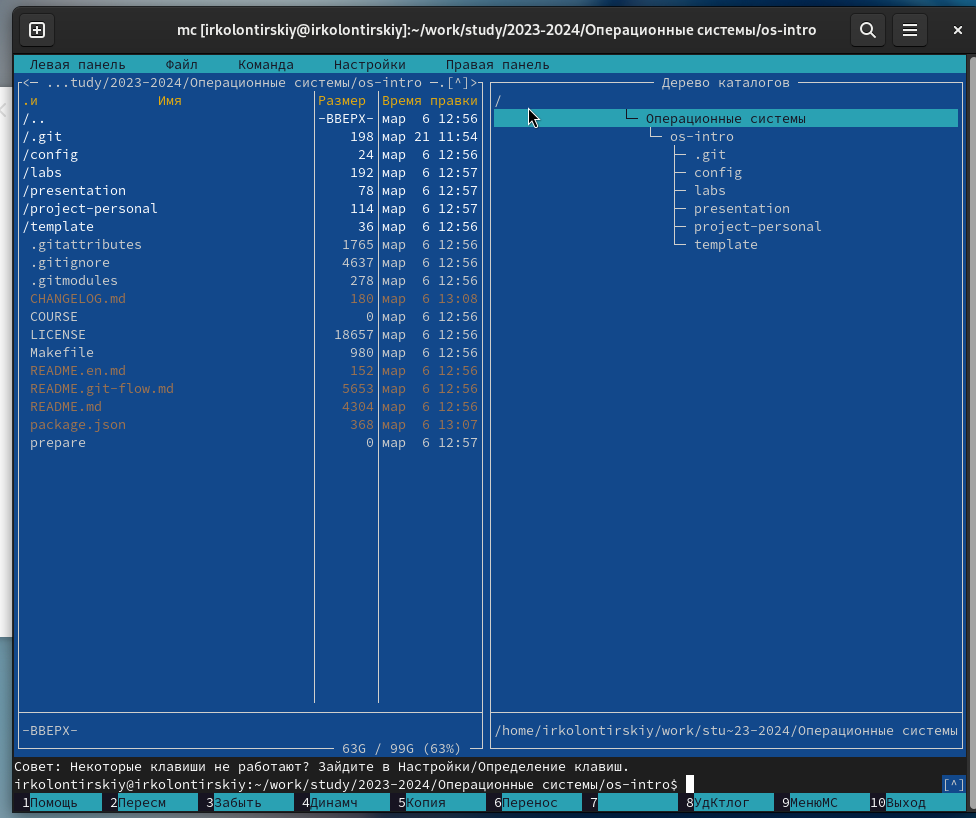 mc [irkolontirskiy@irkolontirskiy]:~/work/study/2023-2024/Операционные системы/os-intro
Левая панель Файл Команда Настройки Правая панель
<─ ...tudy/2023-2024/Операционные системы/os-intro ─.[^]>
.и Имя Размер Время правки
/.. -ВВЕРХ- мар 6 12:56
/.git 198 мар 21 11:54
/config 24 мар 6 12:56
/labs 192 мар 6 12:57
/presentation 78 мар 6 12:57
/project-personal 114 мар 6 12:57
/template 36 мар 6 12:56
.gitattributes 1765 мар 6 12:56
.gitignore 4637 мар 6 12:56
.gitmodules 278 мар 6 12:56
CHANGELOG.md 180 мар 6 13:08
COURSE 0 мар 6 12:56
LICENSE 18657 мар 6 12:56
Makefile 980 мар 6 12:56
README.en.md 152 мар 6 12:56
README.git-flow.md 5653 мар 6 12:56
README.md 4304 мар 6 12:56
package.json 368 мар 6 13:07
prepare 0 мар 6 12:57
-ВВЕРХ-
63G / 99G (63%)
Дерево каталогов
/
Операционные системы
os-intro
.git
config
labs
presentation
project-personal
template
/home/irkolontirskiy/work/stu~23-2024/Операционные системы
Совет: Некоторые клавиши не работают? Зайдите в Настройки/Определение клавиш.
irkolontirskiy@irkolontirskiy:~/work/study/2023-2024/Операционные системы/os-intro$ [^]
1Помощь 2Пересм 3Забыть 4Динамч 5Копия 6Перенос 7 8УдКтлог 9МенюМС 10Выход